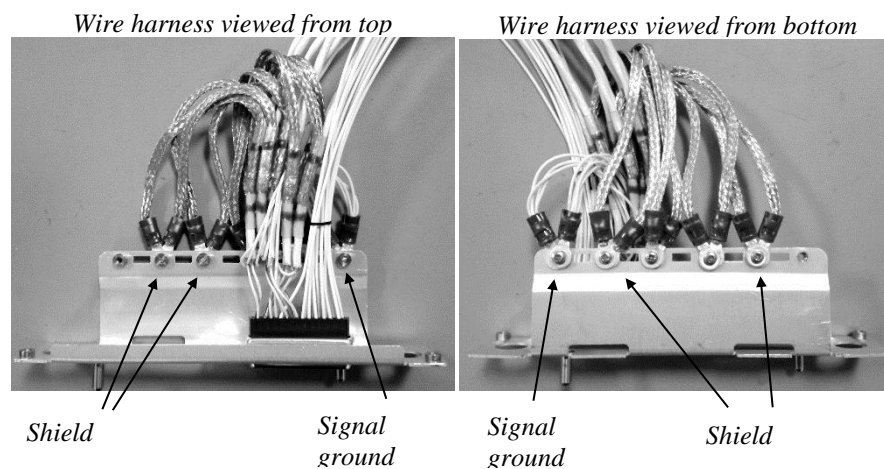 Wire harness viewed from top
Wire harness viewed from bottom
Shield
Signal
ground
Signal
ground
Shield